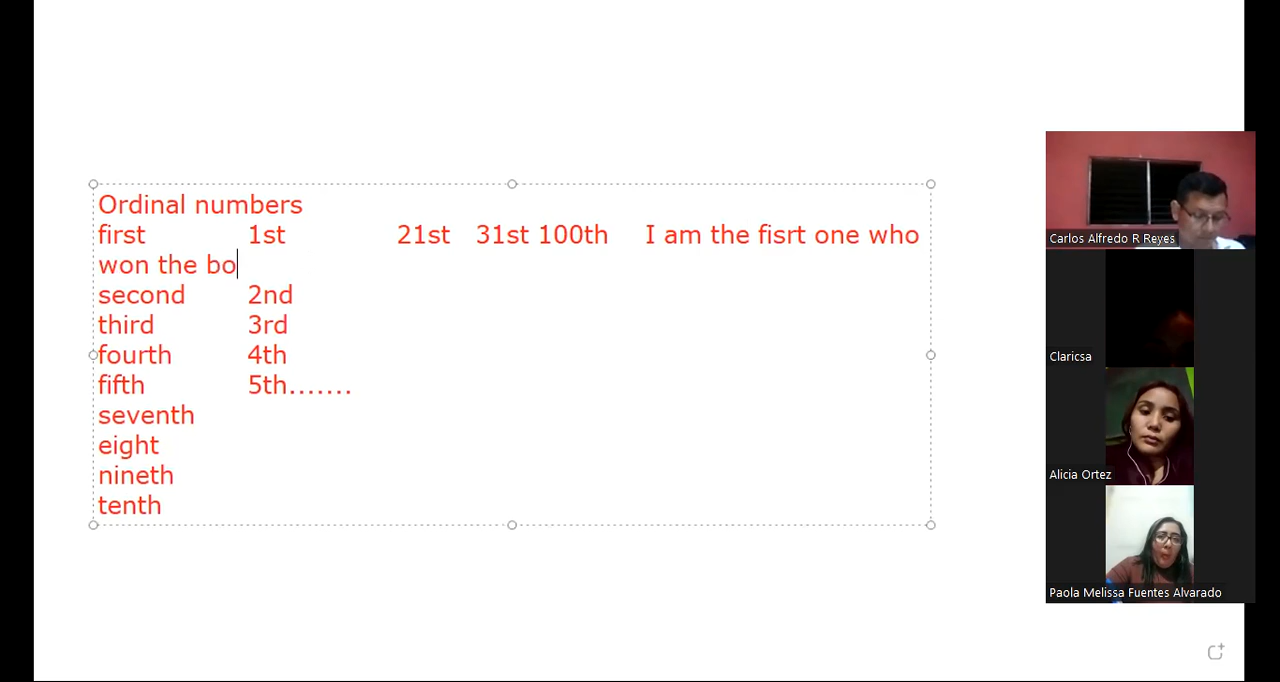 Ordinal numbers
first 1st 21st 31st 100th I am the fisrt one who
won the bo
second 2nd
third 3rd
fourth 4th
fifth 5th.......
seventh
eight
nineth
tenth
Carlos Alfredo R Reyes
Claricsa
Alicia Ortez
Paola Melissa Fuentes Alvarado